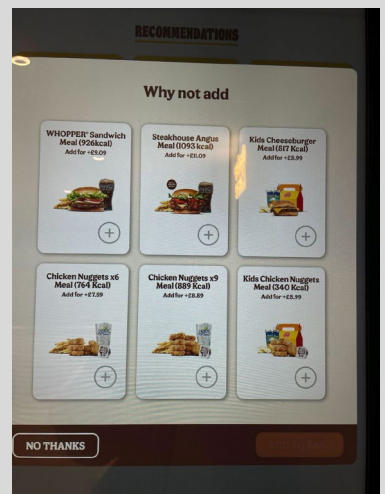 RECOMMENDATIONS
Why not add
WHOPPER® Sandwich
Meal (926kcal)
Add for +£9.09
Steakhouse Angus
Meal (1093 kcal)
Add for +£11.09
Kids Cheeseburger
Meal (517 Kcal)
Add for +£5.99
Chicken Nuggets x6
Meal (764 Kcal)
Add for +£7.59
Chicken Nuggets x9
Meal (889 Kcal)
Add for +£8.89
Kids Chicken Nuggets
Meal (340 Kcal)
Add for +£5.99
NO THANKS